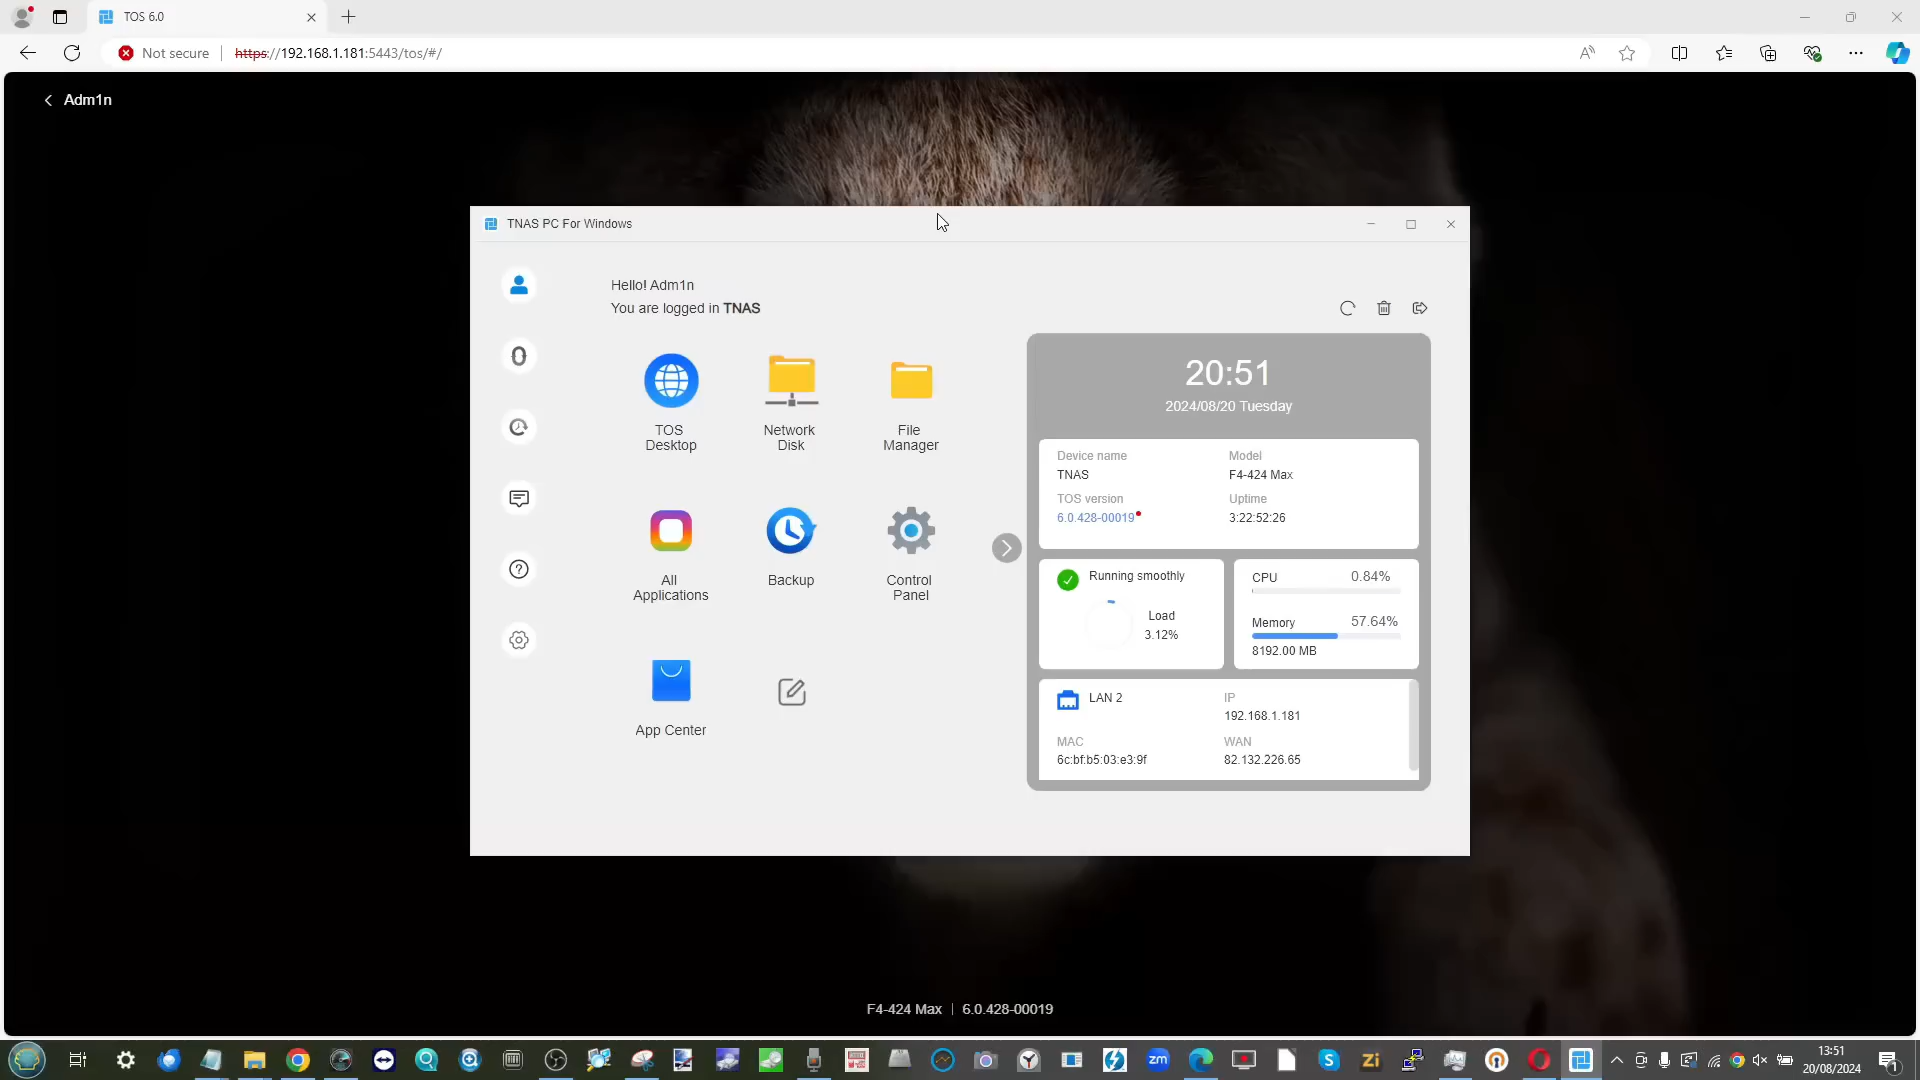 TOS 6.0
Not secure
https://192.168.1.181:5443/tos/#/
Adm1n
TNAS PC For Windows
Hello! Adm1n
You are logged in TNAS
TOS
Desktop
Network
Disk
File
Manager
All
Applications
Backup
Control
Panel
App Center
20:51
2024/08/20 Tuesday
Device name
TNAS
Model
F4-424 Max
TOS version
6.0.428-00019
Uptime
3:22:52:26
Running smoothly
Load
3.12%
CPU 0.84%
Memory 57.64%
8192.00 MB
LAN 2
IP
192.168.1.181
MAC
6c:bf:b5:03:e3:9f
WAN
82.132.226.65
F4-424 Max | 6.0.428-00019
zm
Zi
13:51
20/08/2024
1